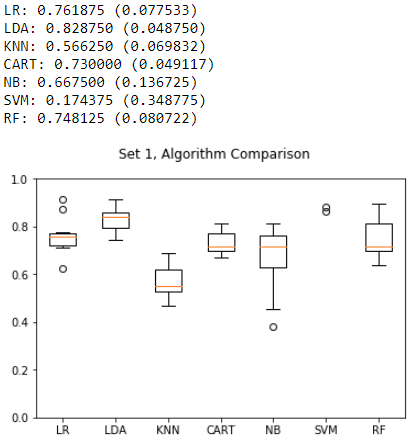 LR: 0.761875 (0.077533)
LDA: 0.828750 (0.048750)
KNN: 0.566250 (0.069832)
CART: 0.730000 (0.049117)
NB: 0.667500 (0.136725)
SVM: 0.174375 (0.348775)
RF: 0.748125 (0.080722)
Set 1, Algorithm Comparison
1.0
0.8
0.6
0.4
0.2
0.0
LR LDA KNN CART NB SVM RF